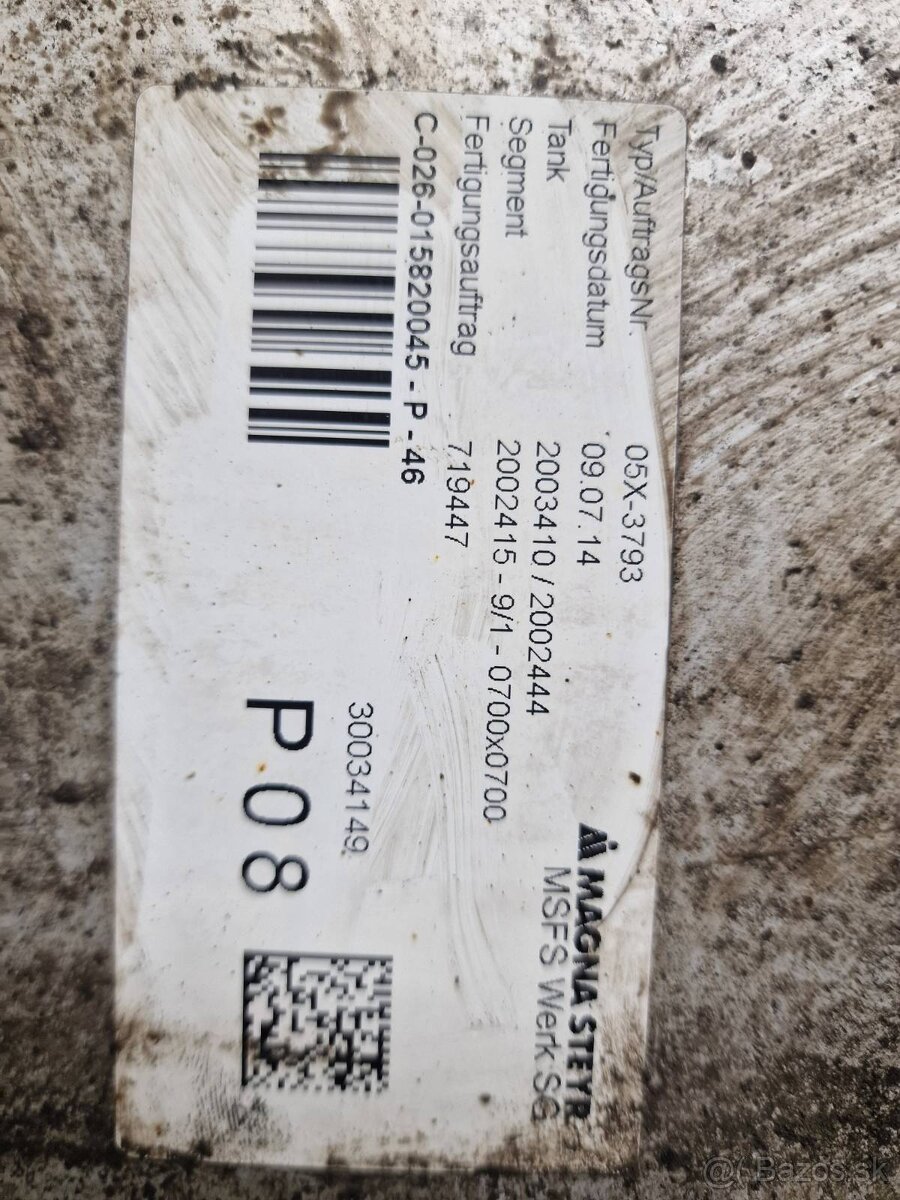 Typ/AuftragsNr. 05X-3793
Fertigungsdatum 09.07.14
MAGNA STEYR
MSFS Werk SG
Tank 2003410 / 2002444
Segment 2002415 - 9/1 - 0700x0700
Fertigungsauftrag 719447
C-026-015820045 - P - 46
30034149
P08
@( Bazos.sk